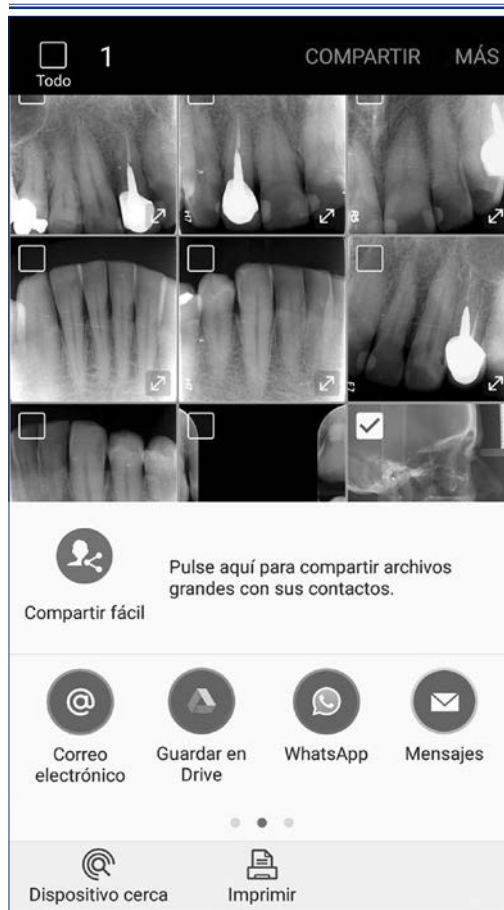 1 COMPARTIR MÁS
Todo
Pulse aquí para compartir archivos
grandes con sus contactos.
Compartir fácil
Correo
electrónico
Guardar en
Drive
WhatsApp
Mensajes
Dispositivo cerca
Imprimir